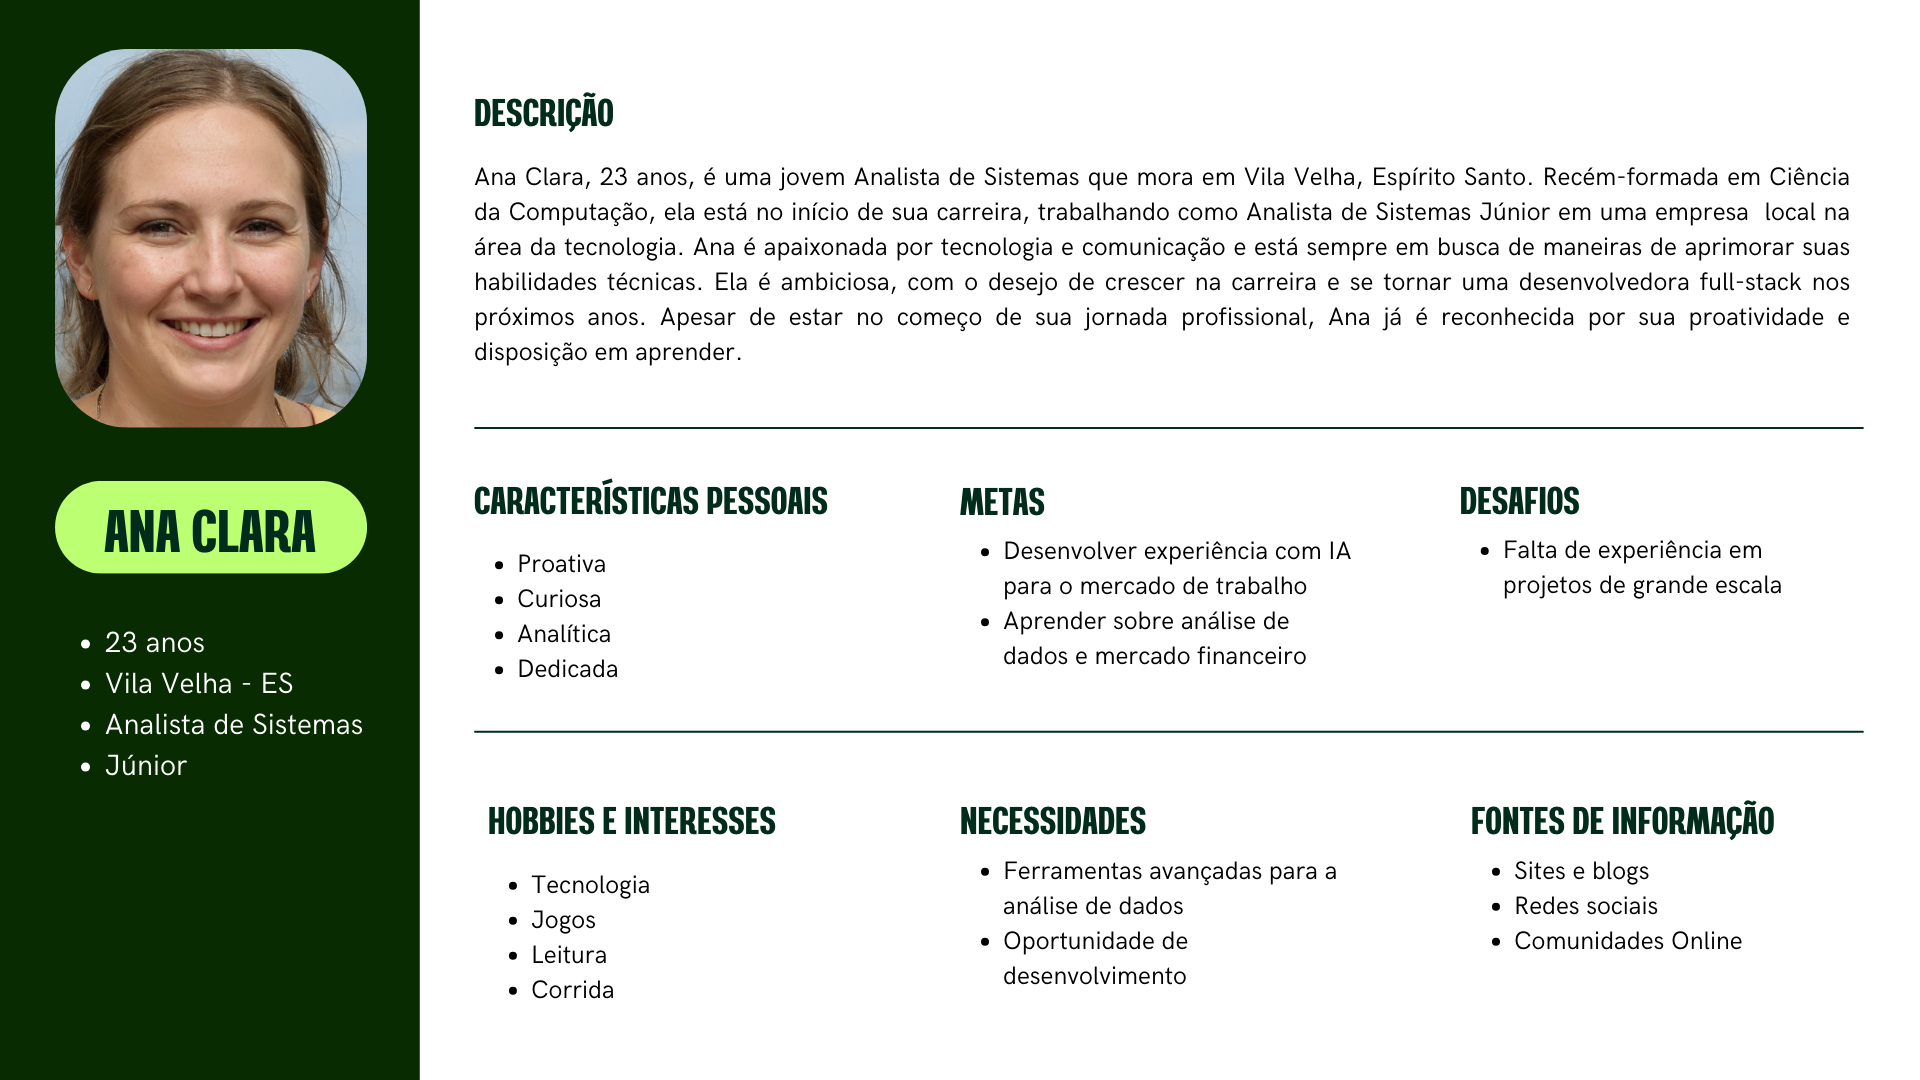 ANA CLARA
• 23 anos
• Vila Velha - ES
• Analista de Sistemas
• Júnior
DESCRIÇÃO
Ana Clara, 23 anos, é uma jovem Analista de Sistemas que mora em Vila Velha, Espírito Santo. Recém-formada em Ciência
da Computação, ela está no início de sua carreira, trabalhando como Analista de Sistemas Júnior em uma empresa local na
área da tecnologia. Ana é apaixonada por tecnologia e comunicação e está sempre em busca de maneiras de aprimorar suas
habilidades técnicas. Ela é ambiciosa, com o desejo de crescer na carreira e se tornar uma desenvolvedora full-stack nos
próximos anos. Apesar de estar no começo de sua jornada profissional, Ana já é reconhecida por sua proatividade e
disposição em aprender.
CARACTERÍSTICAS PESSOAIS
• Proativa
• Curiosa
• Analítica
• Dedicada
METAS
• Desenvolver experiência com IA
para o mercado de trabalho
• Aprender sobre análise de
dados e mercado financeiro
DESAFIOS
• Falta de experiência em
projetos de grande escala
HOBBIES E INTERESSES
• Tecnologia
• Jogos
• Leitura
• Corrida
NECESSIDADES
• Ferramentas avançadas para a
análise de dados
• Oportunidade de
desenvolvimento
FONTES DE INFORMAÇÃO
• Sites e blogs
• Redes sociais
• Comunidades Online